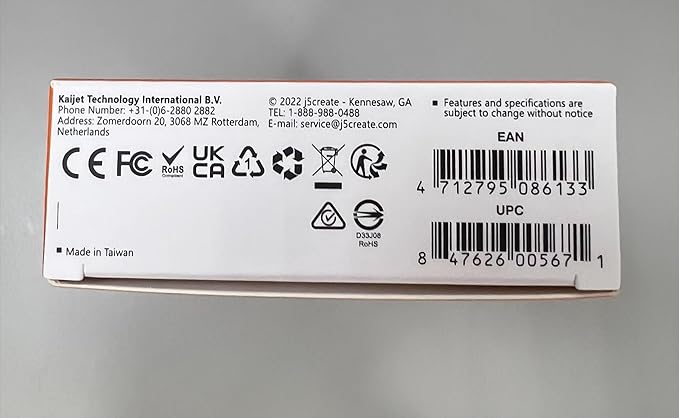 Kaijet Technology International B.V.
Phone Number: +31-(0)6-2880 2882
Address: Zomerdoorn 20, 3068 MZ Rotterdam,
Netherlands
© 2022 j5create - Kennesaw, GA
TEL: 1-888-988-0488
E-mail: service@j5create.com
▪ Features and specifications are
subject to change without notice
CE FC RoHS
Compliant
UK
CA
1
D33J08
RoHS
▪ Made in Taiwan
EAN
4 712795 086133
UPC
8 47626 00567 1